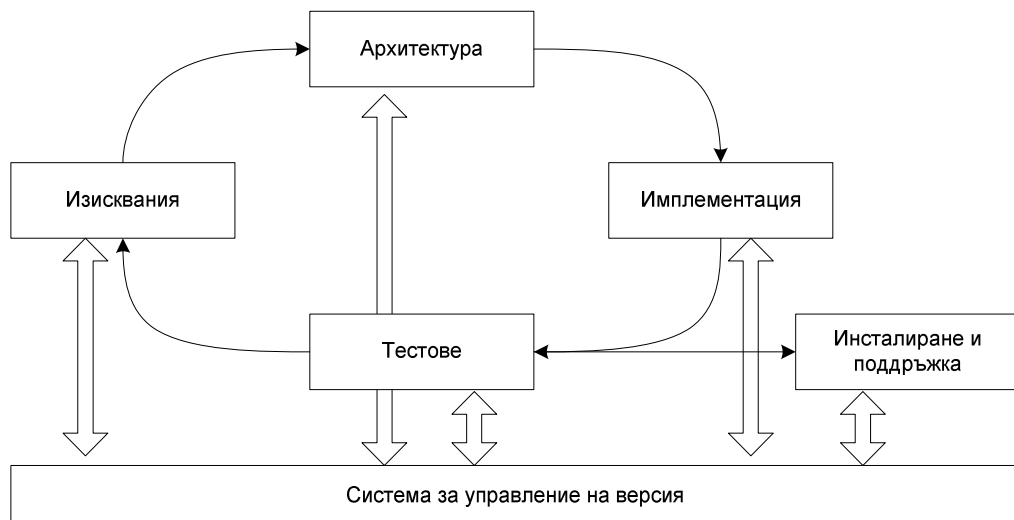 Архитектура
Изисквания
Имплементация
Тестове
Инсталиране и
поддръжка
Система за управление на версия